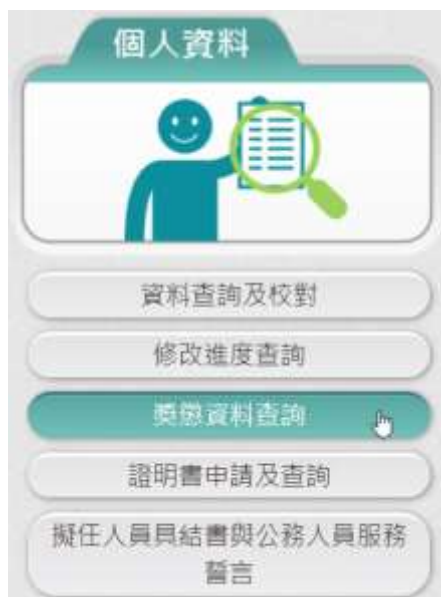 個人資料
資料查詢及校對
修改進度查詢
獎懲資料查詢
證明書申請及查詢
擬任人員具結書與公務人員服務
誓言